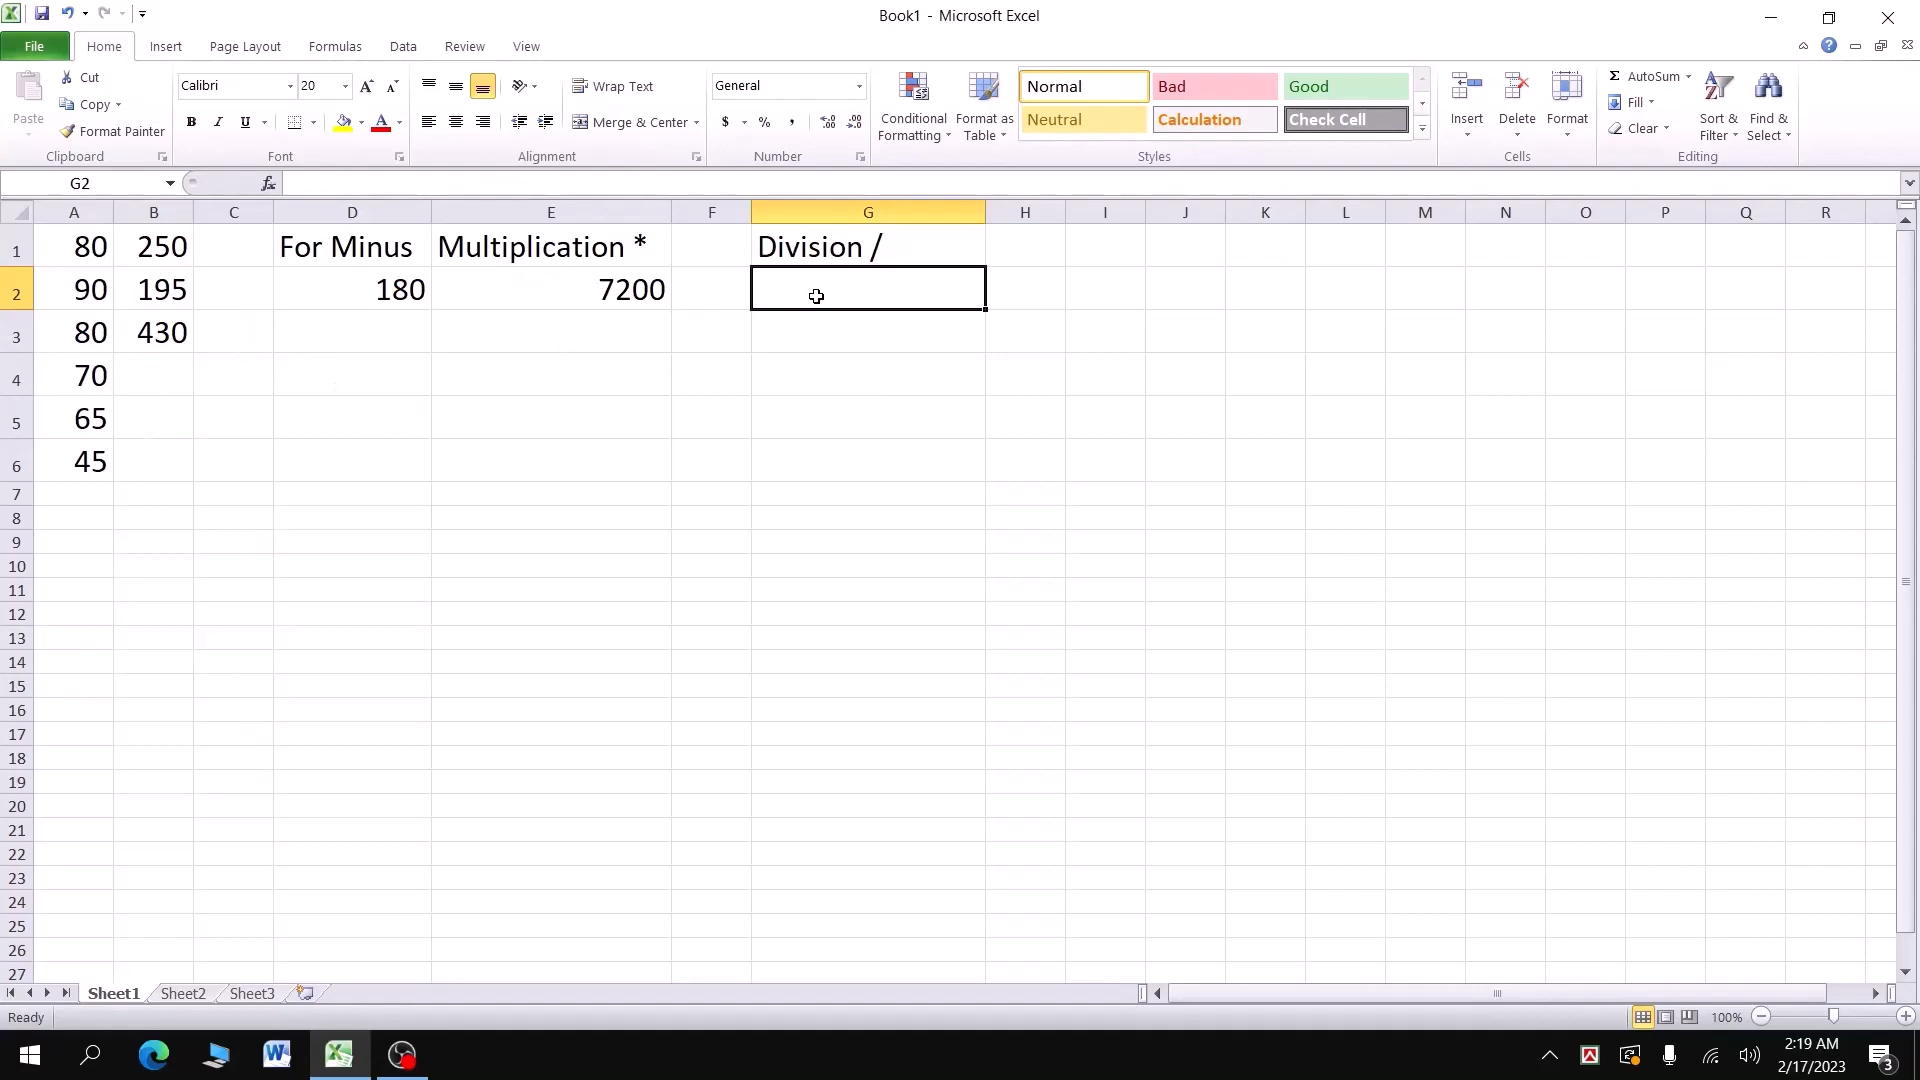 Book1 - Microsoft Excel
File Home Insert Page Layout Formulas Data Review View
Paste
Cut
Copy
Format Painter
Clipboard
Calibri 20
B I U
Font
Wrap Text
Merge & Center
Alignment
General
$ % ,
Number
Conditional Formatting
Format as Table
Normal Bad Good
Neutral Calculation Check Cell
Styles
Insert Delete Format
Cells
Σ AutoSum
Fill
Clear
Sort & Filter
Find & Select
Editing
G2 fx
A B C D E F G H I J K L M N O P Q R
1 80 250 For Minus Multiplication * Division /
2 90 195 180 7200
3 80 430
4 70
5 65
6 45
7
8
9
10
11
12
13
14
15
16
17
18
19
20
21
22
23
24
25
26
27
Sheet1 Sheet2 Sheet3
Ready 100%
2:19 AM
2/17/2023
3